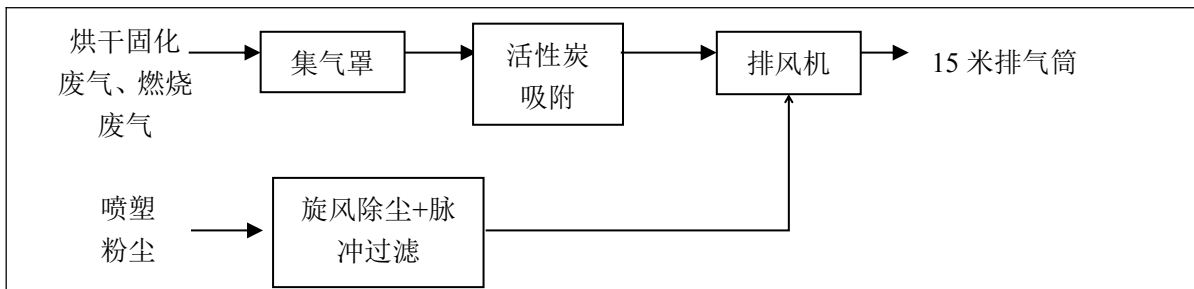 烘干固化
废气、燃烧
废气
集气罩
活性炭
吸附
排风机
15 米排气筒
喷塑
粉尘
旋风除尘+脉
冲过滤